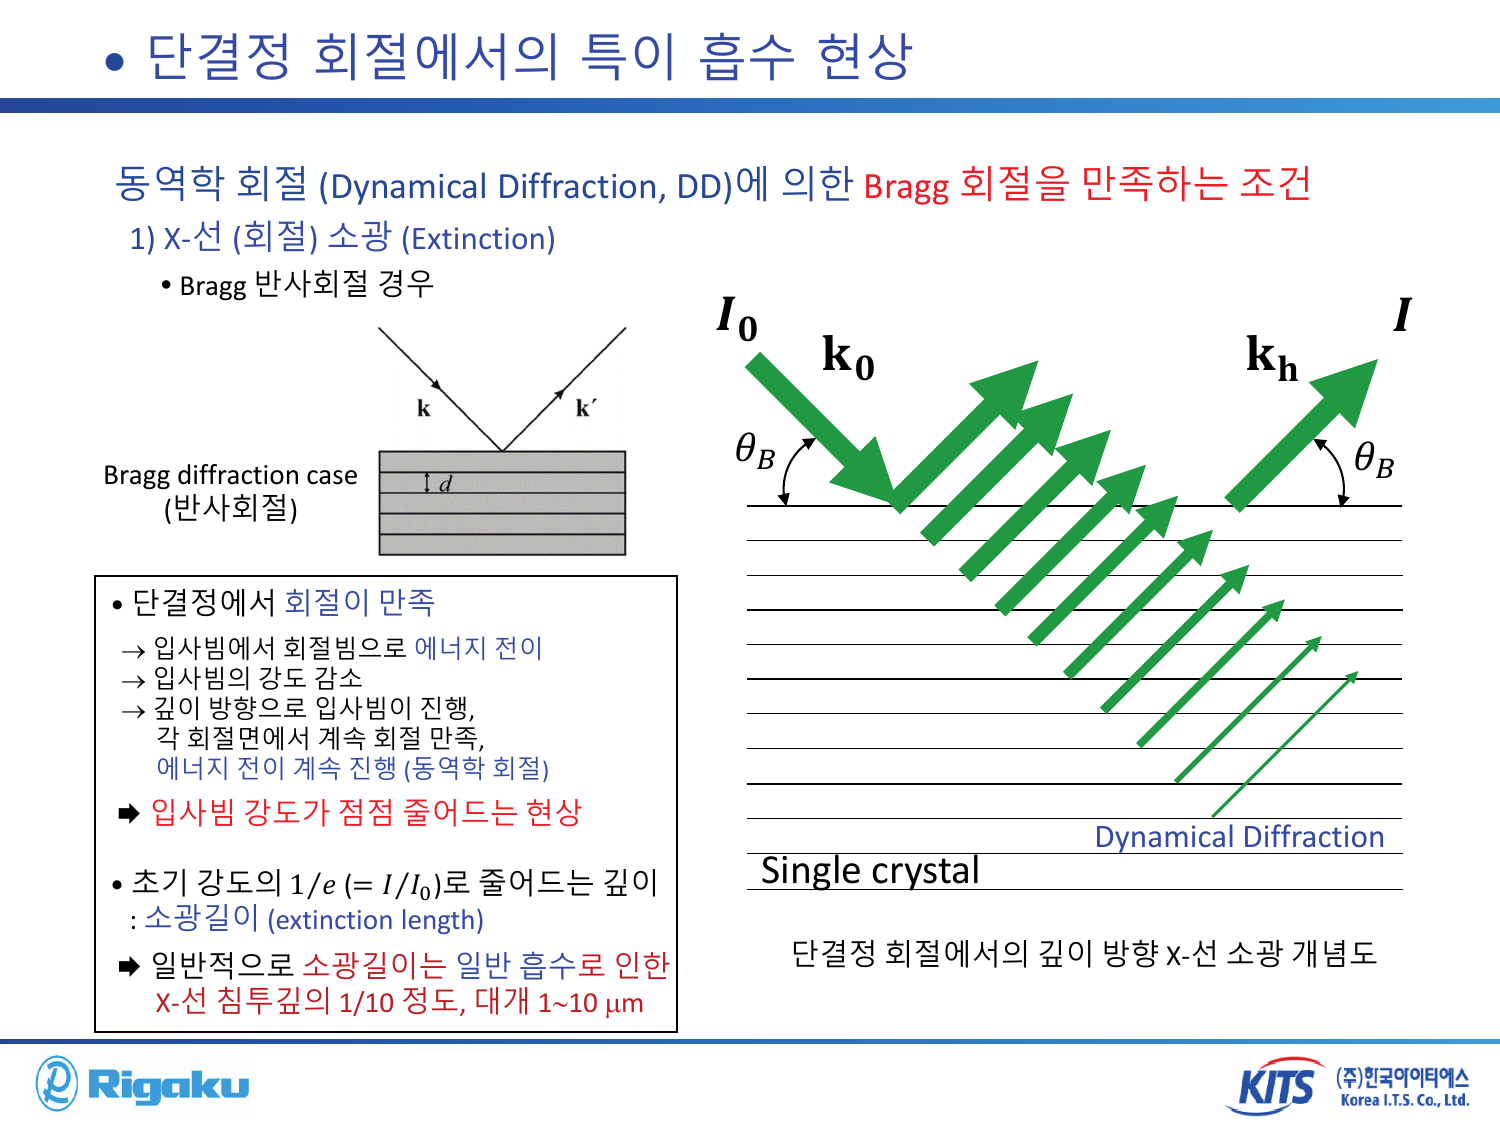 • 단결정 회절에서의 특이 흡수 현상
동역학 회절 (Dynamical Diffraction, DD)에 의한 Bragg 회절을 만족하는 조건
1) X-선 (회절) 소광 (Extinction)
• Bragg 반사회절 경우
k
k´
d
Bragg diffraction case
(반사회절)
• 단결정에서 회절이 만족
→ 입사빔에서 회절빔으로 에너지 전이
→ 입사빔의 강도 감소
→ 깊이 방향으로 입사빔이 진행,
각 회절면에서 계속 회절 만족,
에너지 전이 계속 진행 (동역학 회절)
➡ 입사빔 강도가 점점 줄어드는 현상
• 초기 강도의 1/e (= I/I₀)로 줄어드는 깊이
: 소광길이 (extinction length)
➡ 일반적으로 소광길이는 일반 흡수로 인한
X-선 침투깊의 1/10 정도, 대개 1~10 μm
I₀
k₀
kₕ
I
θ_B
θ_B
Dynamical Diffraction
Single crystal
단결정 회절에서의 깊이 방향 X-선 소광 개념도
Rigaku
KITS
(주)한국아이티에스
Korea I.T.S. Co., Ltd.